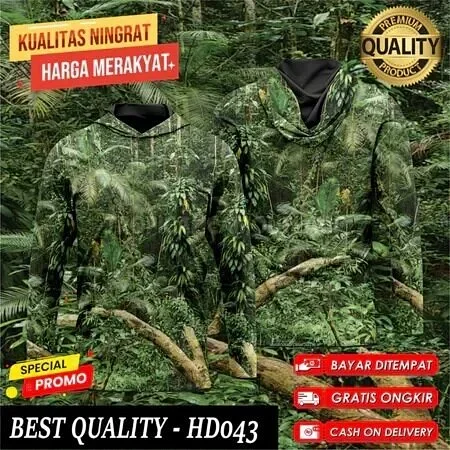 KUALITAS NINGRAT
HARGA MERAKYAT+
PREMIUM
QUALITY
PRODUCT
SPECIAL
PROMO
BEST QUALITY - HD043
BAYAR DITEMPAT
GRATIS ONGKIR
CASH ON DELIVERY